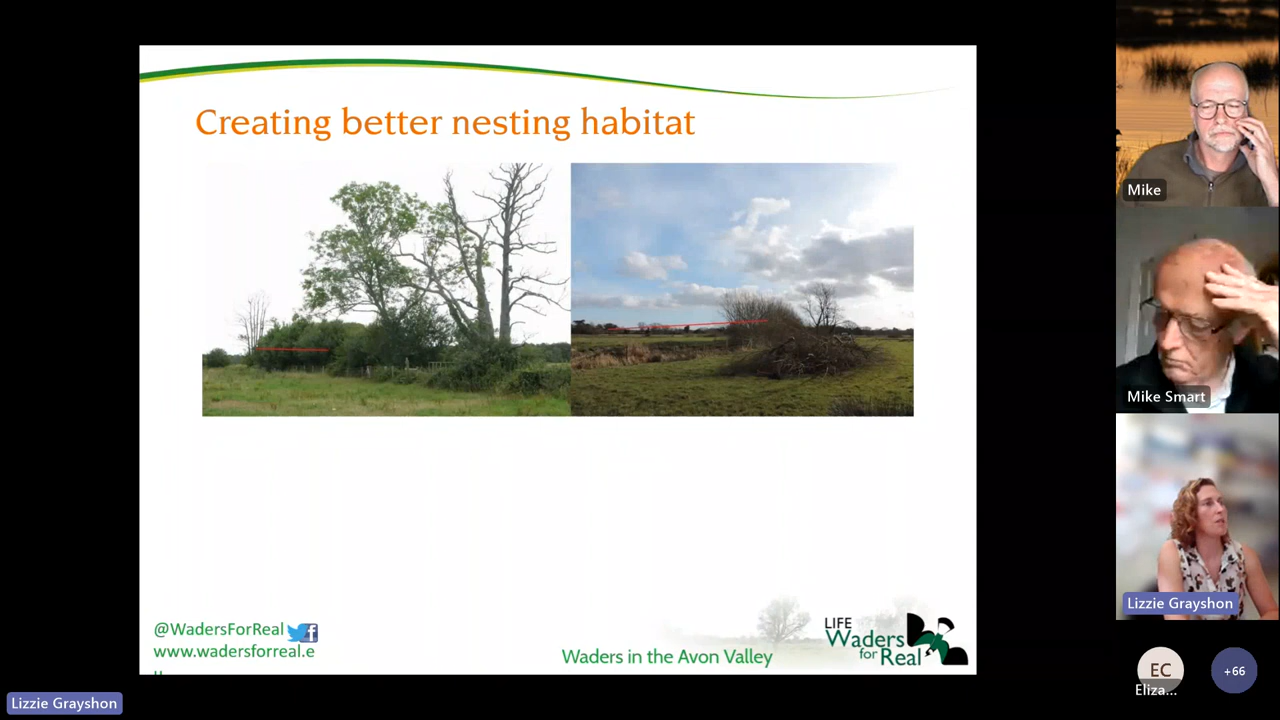 Creating better nesting habitat
@WadersForReal
www.wadersforreal.e
Waders in the Avon Valley
LIFE
Waders
for Real
Mike
Mike Smart
Lizzie Grayshon
EC
Eliza...
+66
Lizzie Grayshon